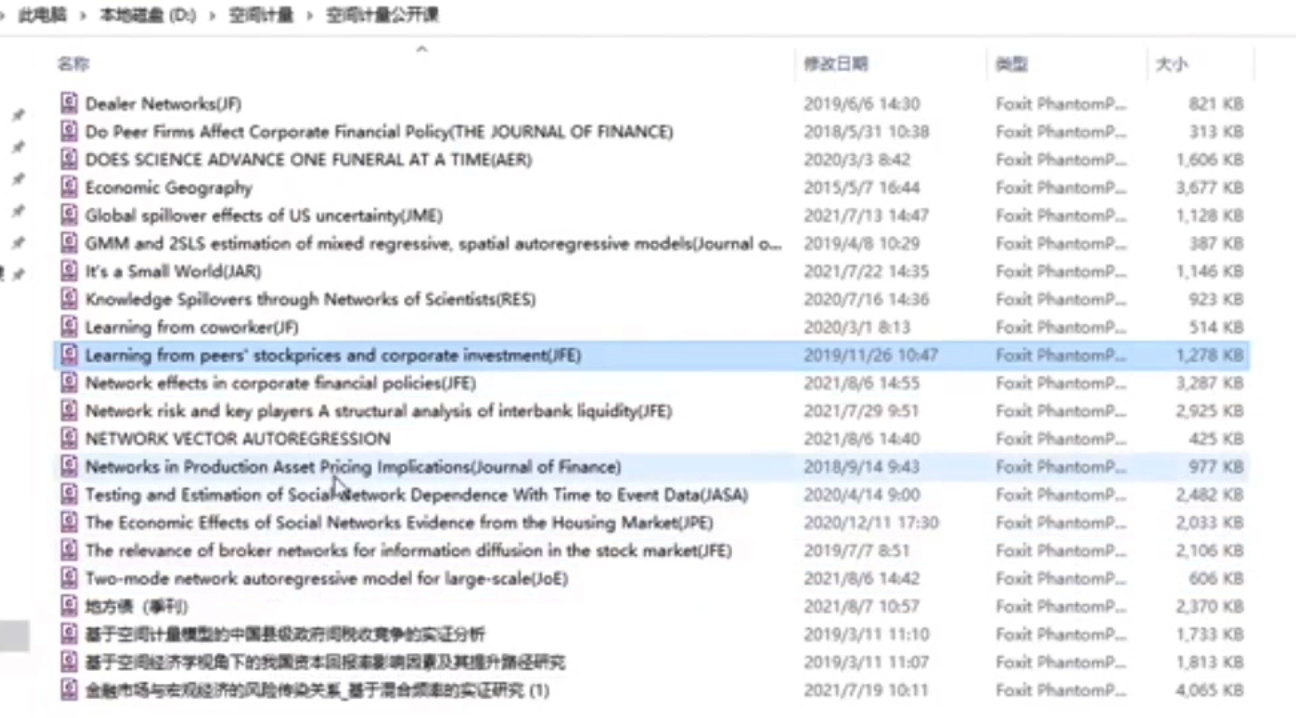 此电脑 › 本地磁盘 (D:) › 空间计量 › 空间计量公开课
名称 修改日期 类型 大小
Dealer Networks(JF) 2019/6/6 14:30 Foxit PhantomP... 821 KB
Do Peer Firms Affect Corporate Financial Policy(THE JOURNAL OF FINANCE) 2018/5/31 10:38 Foxit PhantomP... 313 KB
DOES SCIENCE ADVANCE ONE FUNERAL AT A TIME(AER) 2020/3/3 8:42 Foxit PhantomP... 1,606 KB
Economic Geography 2015/5/7 16:44 Foxit PhantomP... 3,677 KB
Global spillover effects of US uncertainty(JME) 2021/7/13 14:47 Foxit PhantomP... 1,128 KB
GMM and 2SLS estimation of mixed regressive, spatial autoregressive models(Journal o... 2019/4/8 10:29 Foxit PhantomP... 387 KB
It's a Small World(JAR) 2021/7/22 14:35 Foxit PhantomP... 1,146 KB
Knowledge Spillovers through Networks of Scientists(RES) 2020/7/16 14:36 Foxit PhantomP... 923 KB
Learning from coworker(JF) 2020/3/1 8:13 Foxit PhantomP... 514 KB
Learning from peers' stockprices and corporate investment(JFE) 2019/11/26 10:47 Foxit PhantomP... 1,278 KB
Network effects in corporate financial policies(JFE) 2021/8/6 14:55 Foxit PhantomP... 3,287 KB
Network risk and key players A structural analysis of interbank liquidity(JFE) 2021/7/29 9:51 Foxit PhantomP... 2,925 KB
NETWORK VECTOR AUTOREGRESSION 2021/8/6 14:40 Foxit PhantomP... 425 KB
Networks in Production Asset Pricing Implications(Journal of Finance) 2018/9/14 9:43 Foxit PhantomP... 977 KB
Testing and Estimation of Social Network Dependence With Time to Event Data(JASA) 2020/4/14 9:00 Foxit PhantomP... 2,482 KB
The Economic Effects of Social Networks Evidence from the Housing Market(JPE) 2020/12/11 17:30 Foxit PhantomP... 2,033 KB
The relevance of broker networks for information diffusion in the stock market(JFE) 2019/7/7 8:51 Foxit PhantomP... 2,106 KB
Two-mode network autoregressive model for large-scale(JoE) 2021/8/6 14:42 Foxit PhantomP... 606 KB
地方债（季刊） 2021/8/7 10:57 Foxit PhantomP... 2,370 KB
基于空间计量模型的中国县级政府间税收竞争的实证分析 2019/3/11 11:10 Foxit PhantomP... 1,733 KB
基于空间经济学视角下的我国资本回报率影响因素及其提升路径研究 2019/3/11 11:07 Foxit PhantomP... 1,813 KB
金融市场与宏观经济的风险传染关系_基于混合频率的实证研究 (1) 2021/7/19 10:11 Foxit PhantomP... 4,065 KB